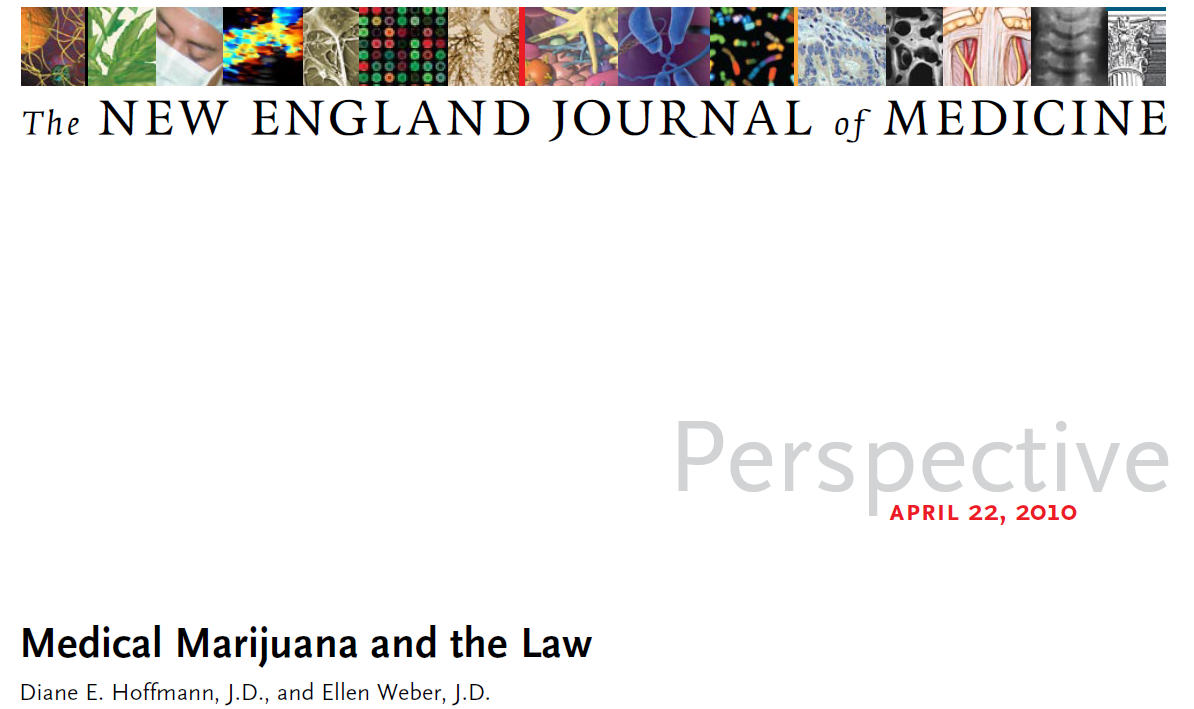 The NEW ENGLAND JOURNAL of MEDICINE
Perspective
APRIL 22, 2010
Medical Marijuana and the Law
Diane E. Hoffmann, J.D., and Ellen Weber, J.D.